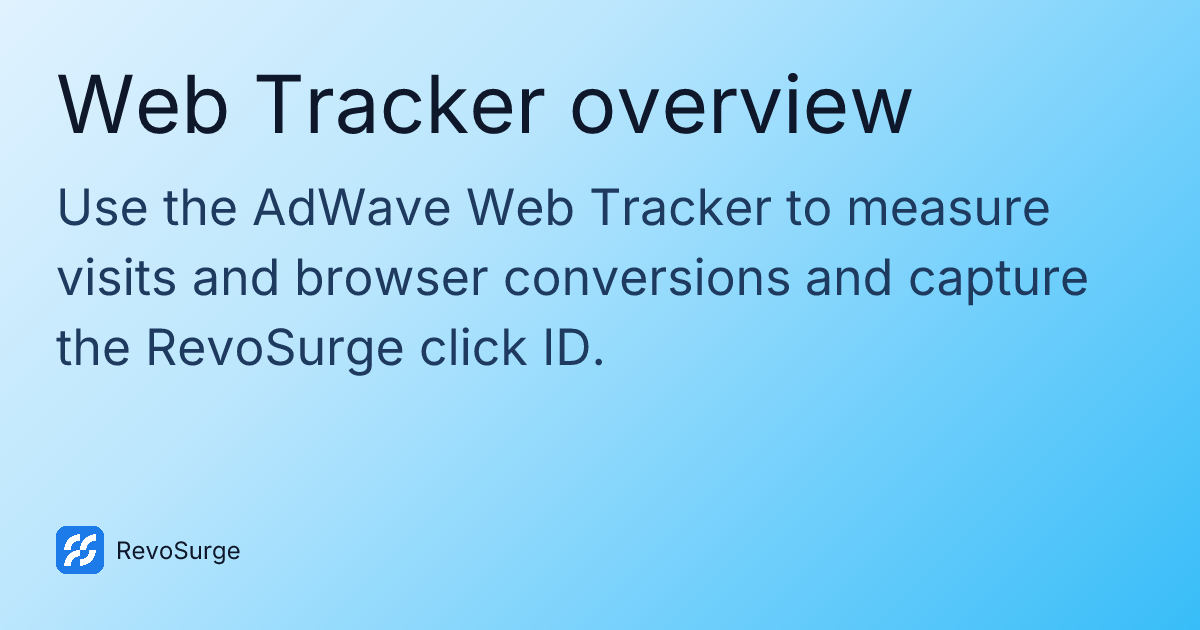 Web Tracker overview
Use the AdWave Web Tracker to measure
visits and browser conversions and capture
the RevoSurge click ID.
RevoSurge